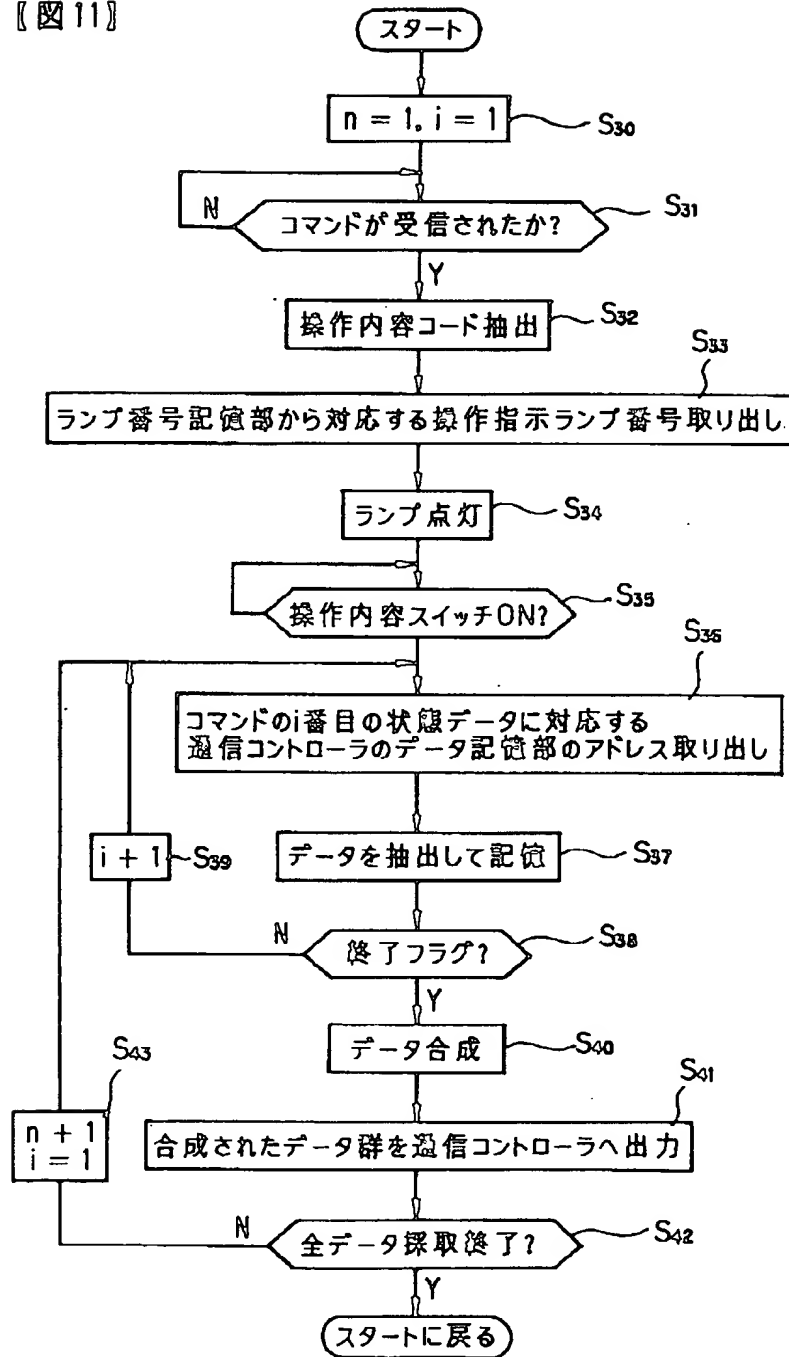 〖図11〗
スタート
n = 1, i = 1
S30
N
コマンドが受信されたか?
S31
Y
操作内容コード抽出
S32
S33
ランプ番号記憶部から対応する操作指示ランプ番号取り出し
ランプ点灯
S34
操作内容スイッチON?
S35
S36
コマンドのi番目の状態データに対応する
通信コントローラのデータ記憶部のアドレス取り出し
i + 1
S39
データを抽出して記憶
S37
N
終了フラグ?
S38
Y
データ合成
S40
S43
n + 1
i = 1
S41
合成されたデータ群を通信コントローラへ出力
N
全データ採取終了?
S42
Y
スタートに戻る